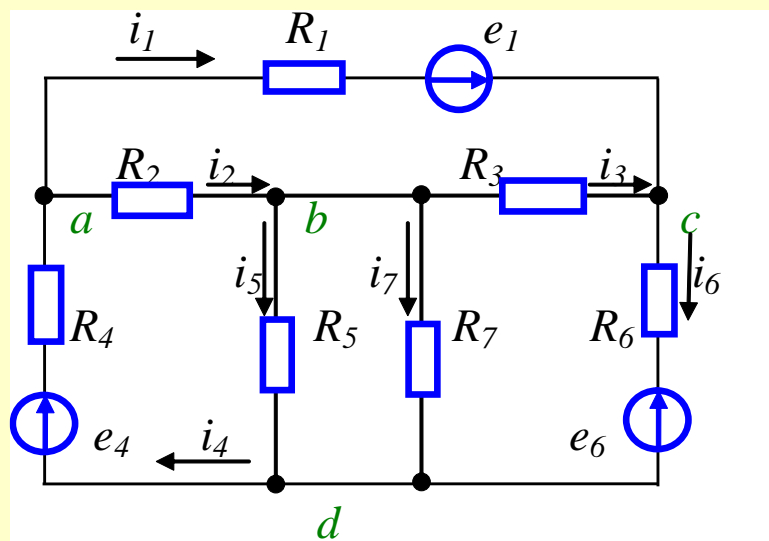 i₁ R₁ e₁
R₂ i₂ R₃ i₃
a b c
i₅ i₇ i₆
R₄ R₅ R₇ R₆
e₄ i₄ e₆
d